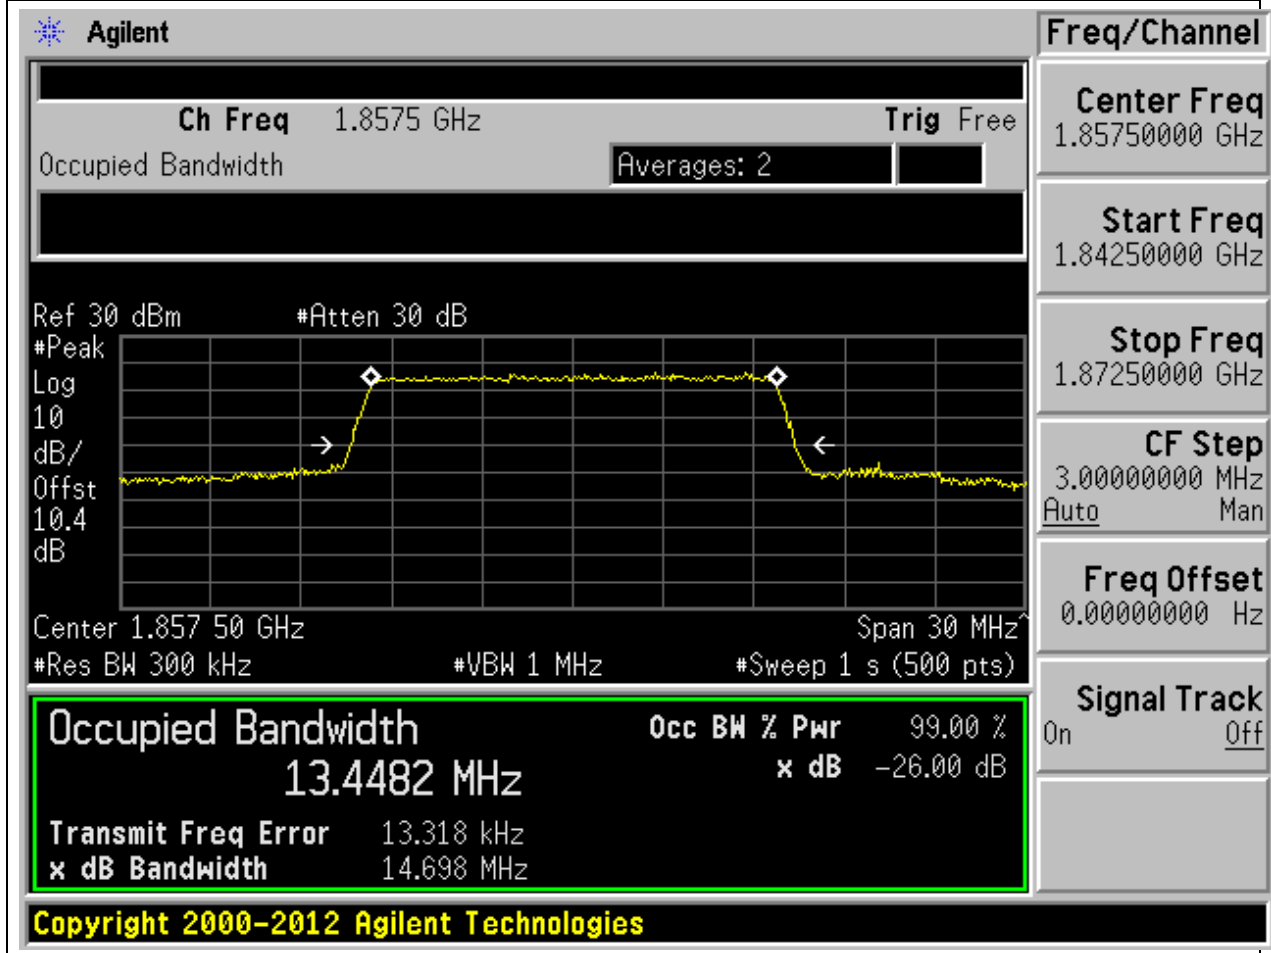 Agilent
Freq/Channel
Ch Freq 1.8575 GHz Trig Free
Occupied Bandwidth Averages: 2
Center Freq
1.85750000 GHz
Start Freq
1.84250000 GHz
Stop Freq
1.87250000 GHz
CF Step
3.00000000 MHz
Auto Man
Freq Offset
0.00000000 Hz
Signal Track
On Off
Ref 30 dBm #Atten 30 dB
#Peak
Log
10
dB/
Offst
10.4
dB
Center 1.857 50 GHz Span 30 MHz^
#Res BW 300 kHz #VBW 1 MHz #Sweep 1 s (500 pts)
Occupied Bandwidth Occ BW % Pwr 99.00 %
13.4482 MHz x dB -26.00 dB
Transmit Freq Error 13.318 kHz
x dB Bandwidth 14.698 MHz
Copyright 2000-2012 Agilent Technologies